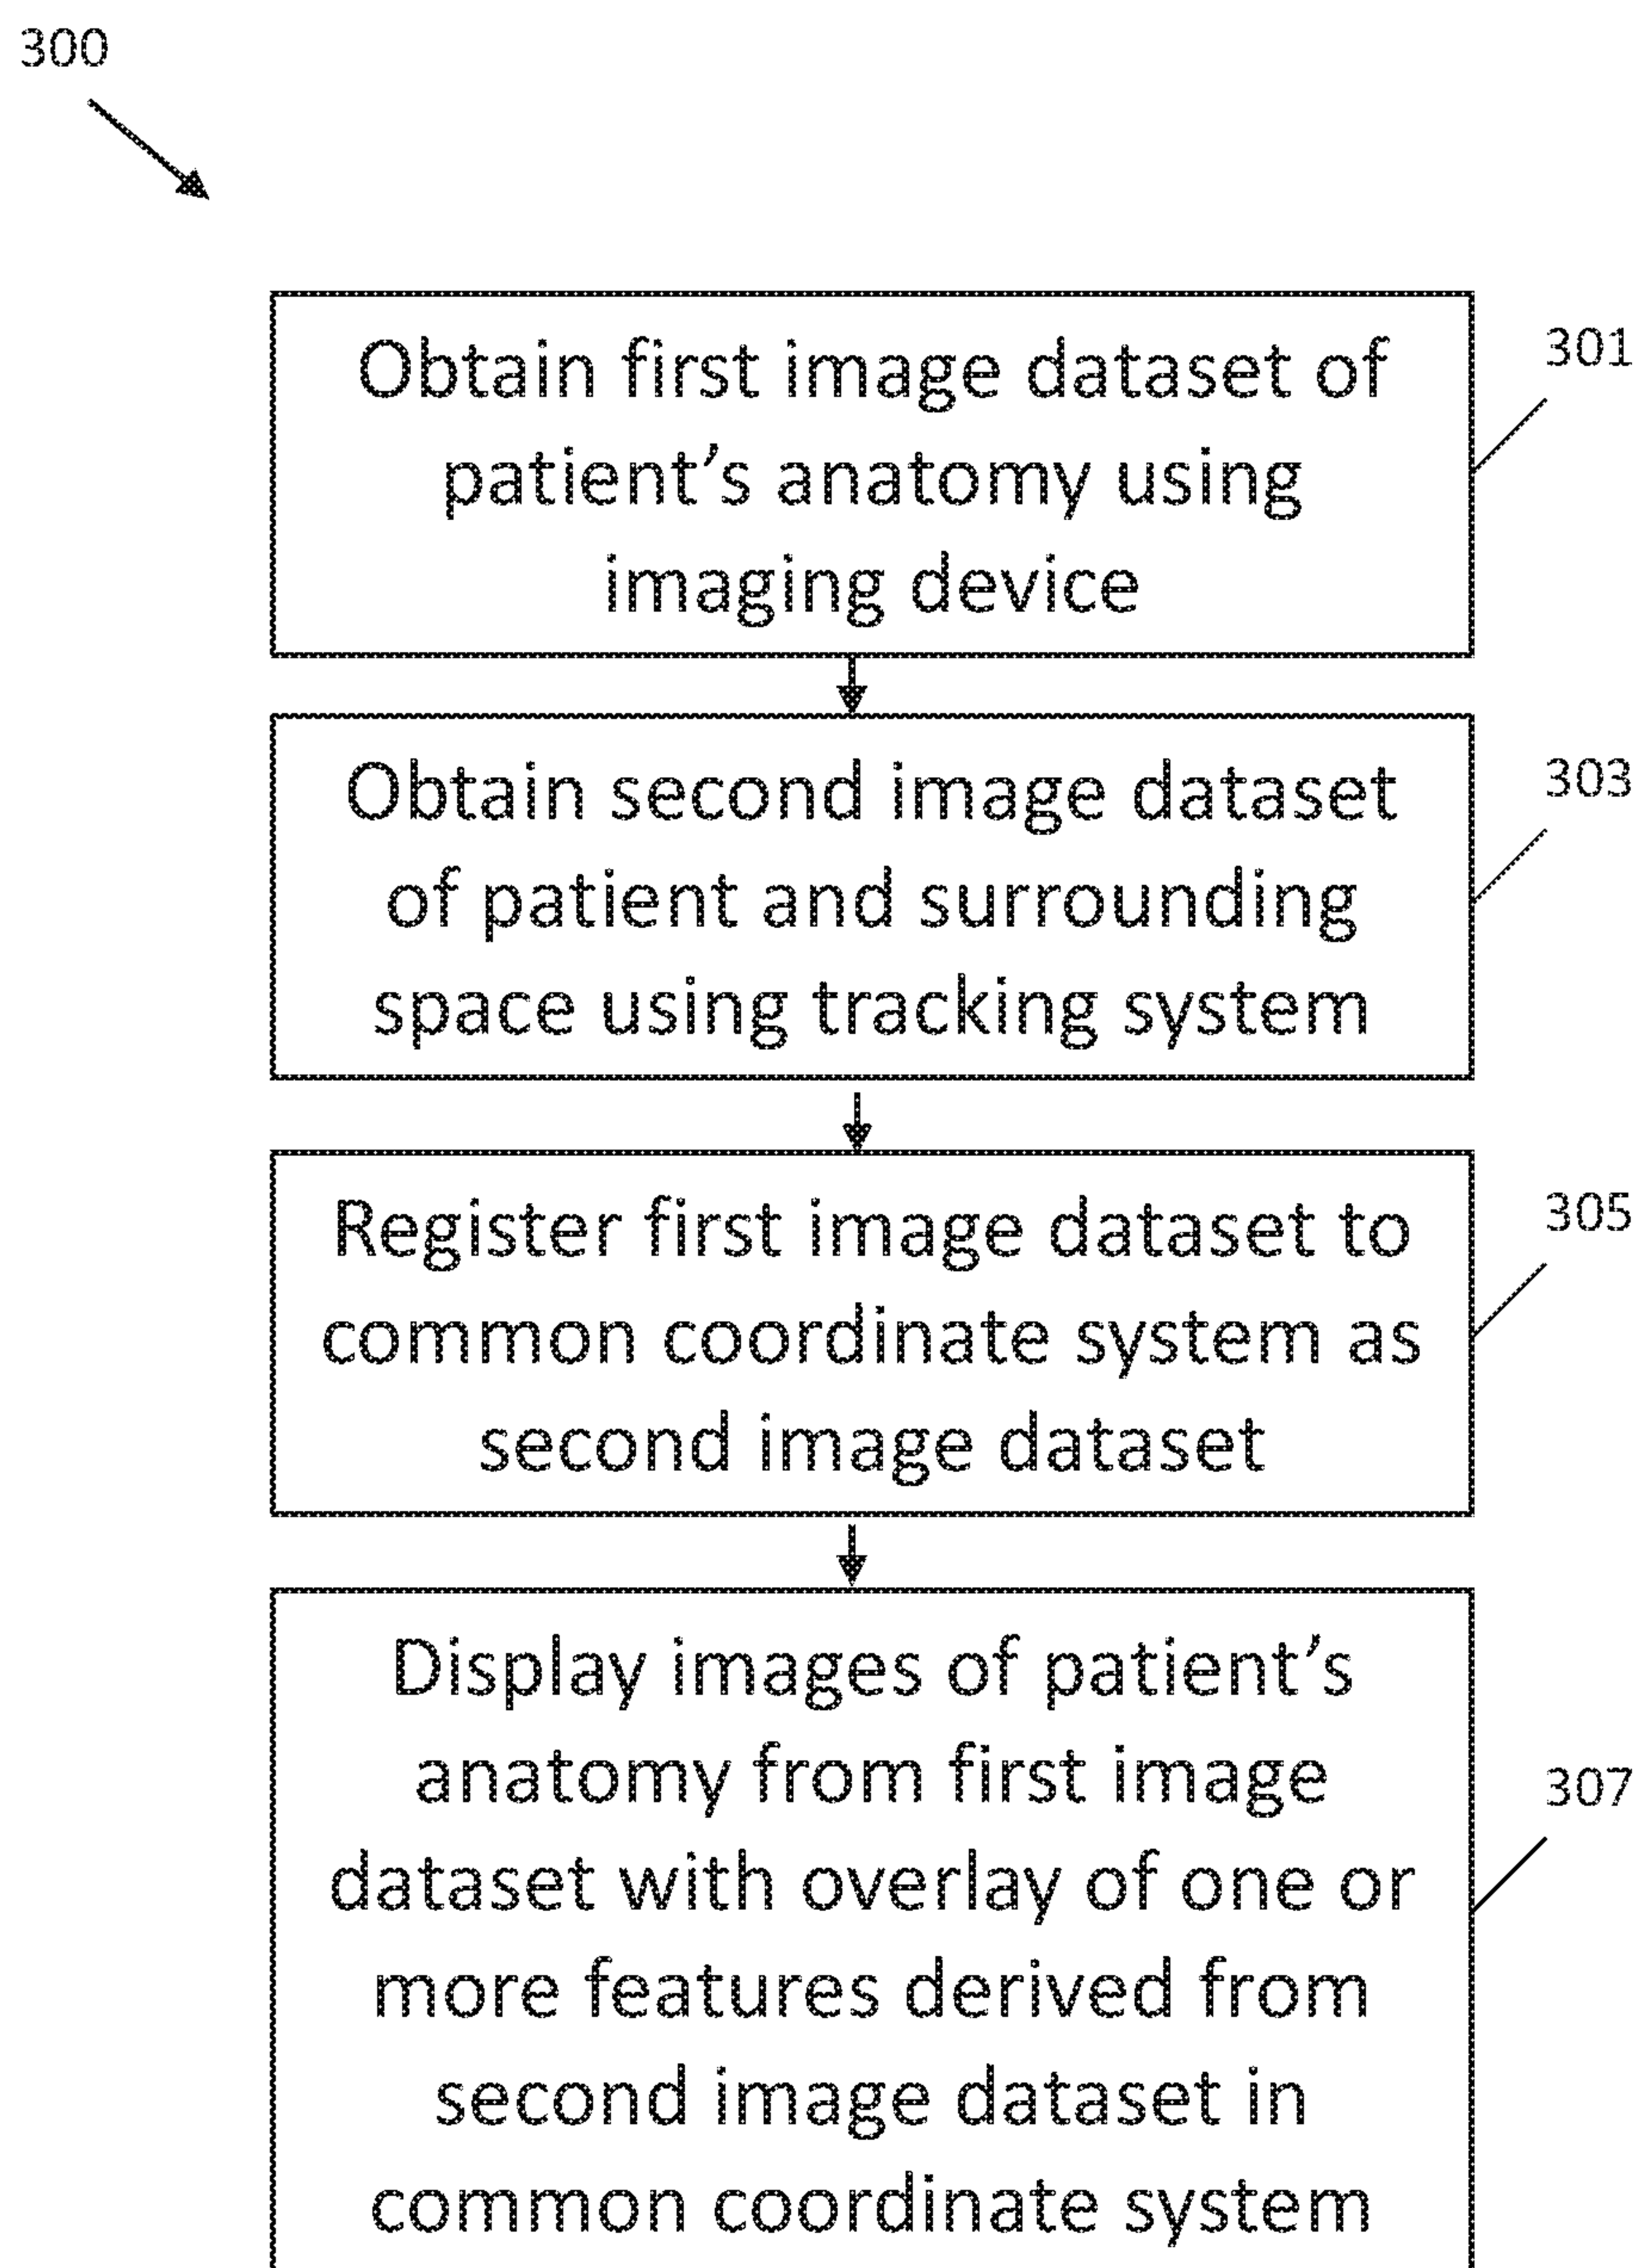 300
Obtain first image dataset of
patient's anatomy using
imaging device
301
Obtain second image dataset
of patient and surrounding
space using tracking system
303
Register first image dataset to
common coordinate system as
second image dataset
305
Display images of patient's
anatomy from first image
dataset with overlay of one or
more features derived from
second image dataset in
common coordinate system
307